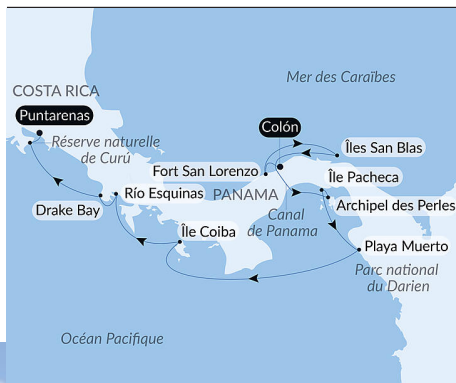 Mer des Caraïbes
COSTA RICA
Puntarenas
Colón
Réserve naturelle
de Curú
Îles San Blas
Fort San Lorenzo
Île Pacheca
Río Esquinas
PANAMA
Archipel des Perles
Drake Bay
Canal
de Panama
Île Coiba
Playa Muerto
Parc national
du Darien
Océan Pacifique